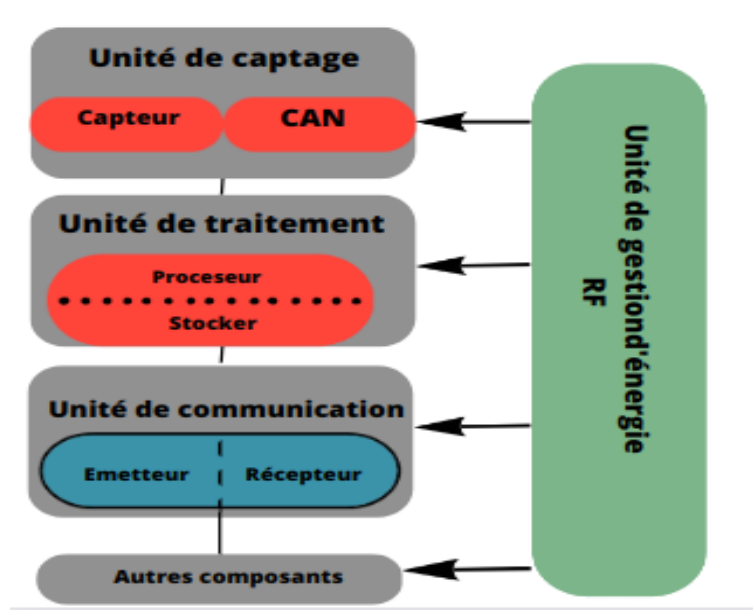 Unité de captage
Capteur
CAN
Unité de traitement
Proceseur
Stocker
Unité de communication
Emetteur
Récepteur
Autres composants
Unité de gestiond'énergie
RF